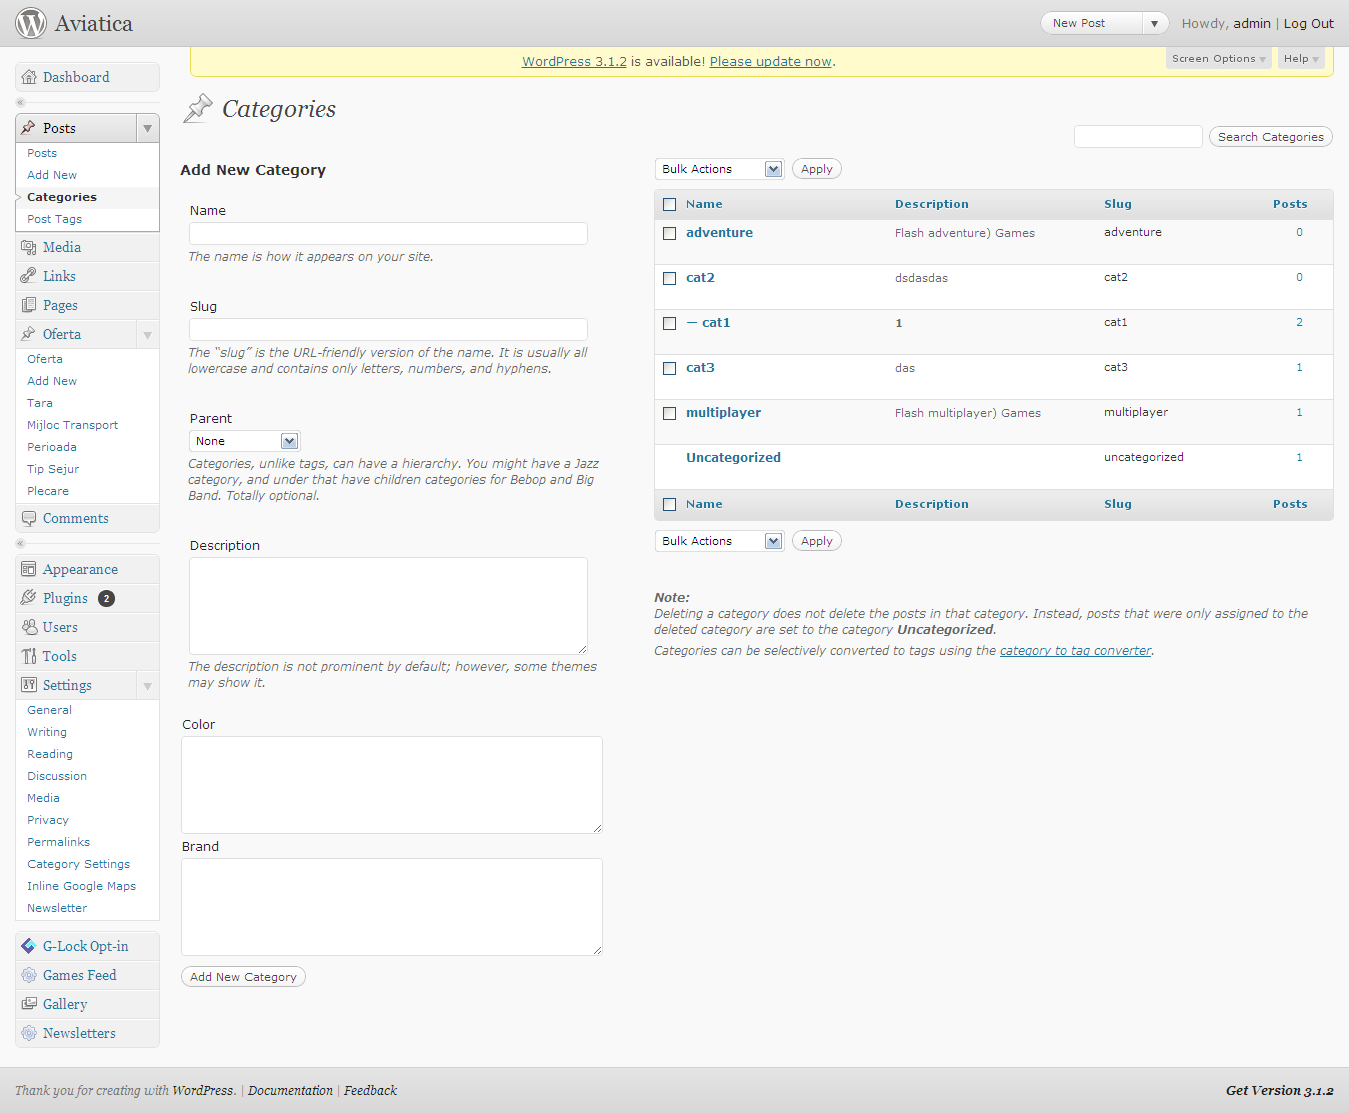 Aviatica
New Post
Howdy, admin | Log Out
WordPress 3.1.2 is available! Please update now.
Screen Options
Help
Dashboard
Posts
Posts
Add New
Categories
Post Tags
Media
Links
Pages
Oferta
Oferta
Add New
Tara
Mijloc Transport
Perioada
Tip Sejur
Plecare
Comments
Appearance
Plugins 2
Users
Tools
Settings
General
Writing
Reading
Discussion
Media
Privacy
Permalinks
Category Settings
Inline Google Maps
Newsletter
G-Lock Opt-in
Games Feed
Gallery
Newsletters
Categories
Search Categories
Add New Category
Name
The name is how it appears on your site.
Slug
The “slug” is the URL-friendly version of the name. It is usually all
lowercase and contains only letters, numbers, and hyphens.
Parent
None
Categories, unlike tags, can have a hierarchy. You might have a Jazz
category, and under that have children categories for Bebop and Big
Band. Totally optional.
Description
The description is not prominent by default; however, some themes
may show it.
Color
Brand
Add New Category
Bulk Actions
Apply
Name Description Slug Posts
adventure Flash adventure) Games adventure 0
cat2 dsdasdas cat2 0
— cat1 1 cat1 2
cat3 das cat3 1
multiplayer Flash multiplayer) Games multiplayer 1
Uncategorized uncategorized 1
Name Description Slug Posts
Bulk Actions
Apply
Note:
Deleting a category does not delete the posts in that category. Instead, posts that were only assigned to the
deleted category are set to the category Uncategorized.
Categories can be selectively converted to tags using the category to tag converter.
Thank you for creating with WordPress. | Documentation | Feedback
Get Version 3.1.2